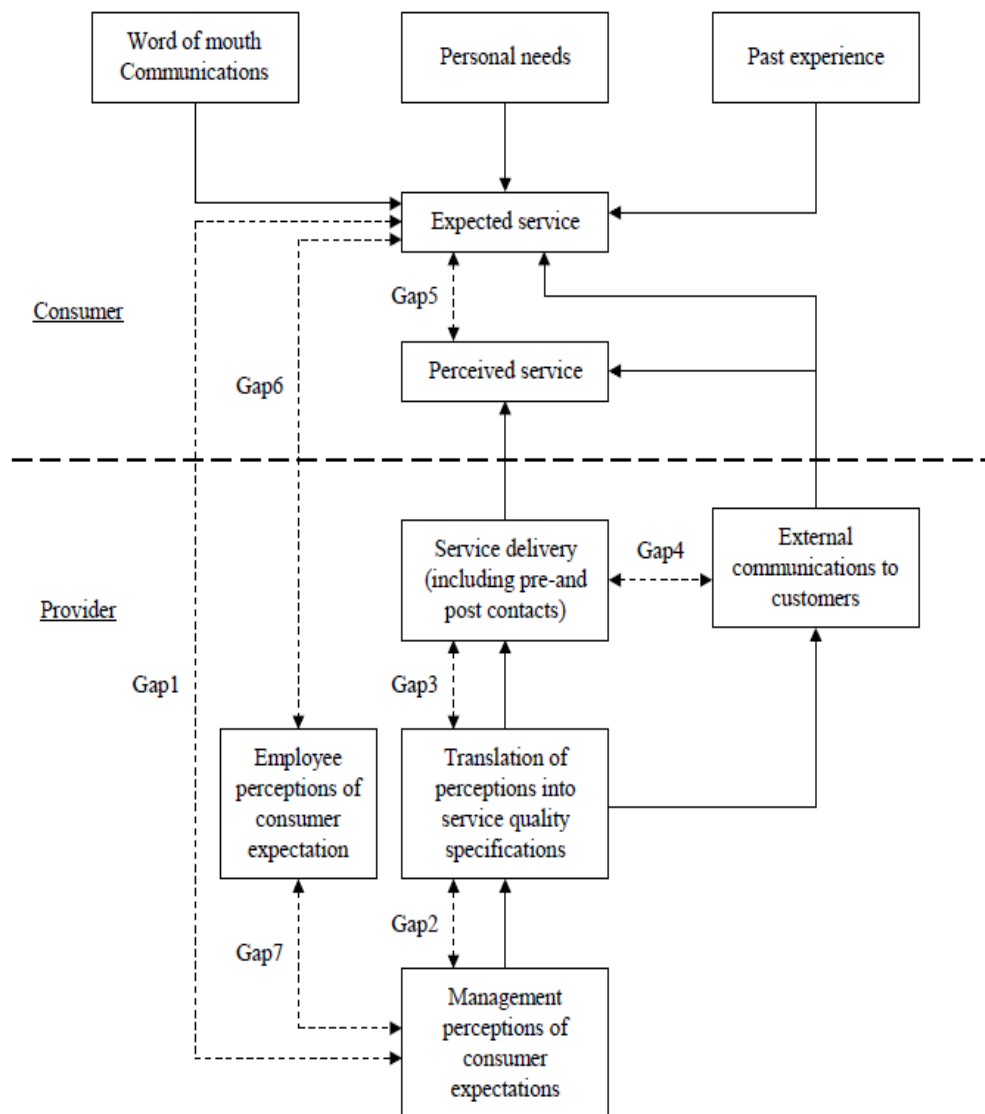 Word of mouth
Communications
Personal needs
Past experience
Expected service
Gap5
Consumer
Perceived service
Gap6
Service delivery
(including pre-and
post contacts)
Gap4
External
communications to
customers
Provider
Gap1
Gap3
Employee
perceptions of
consumer
expectation
Translation of
perceptions into
service quality
specifications
Gap2
Gap7
Management
perceptions of
consumer
expectations